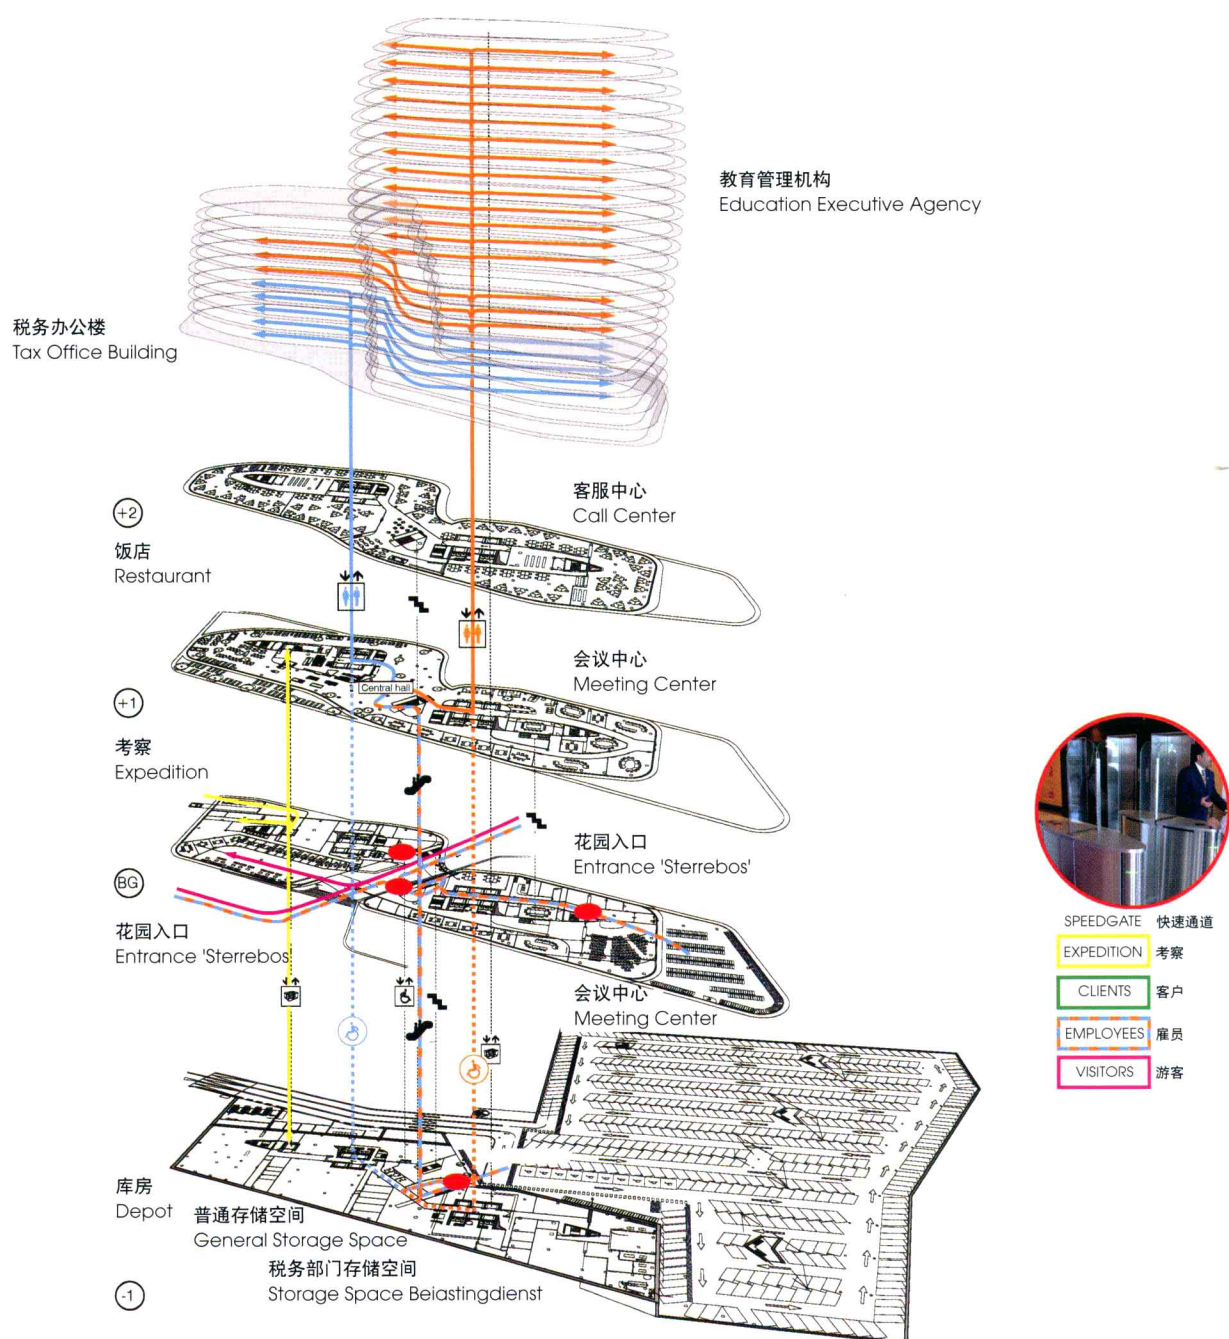 教育管理机构
Education Executive Agency
税务办公楼
Tax Office Building
客服中心
Call Center
+2
饭店
Restaurant
会议中心
Meeting Center
Central hall
+1
考察
Expedition
花园入口
Entrance 'Sterrebos'
BG
花园入口
Entrance 'Sterrebos'
会议中心
Meeting Center
库房
Depot
普通存储空间
General Storage Space
税务部门存储空间
Storage Space Beiastingdienst
-1
SPEEDGATE 快速通道
EXPEDITION 考察
CLIENTS 客户
EMPLOYEES 雇员
VISITORS 游客